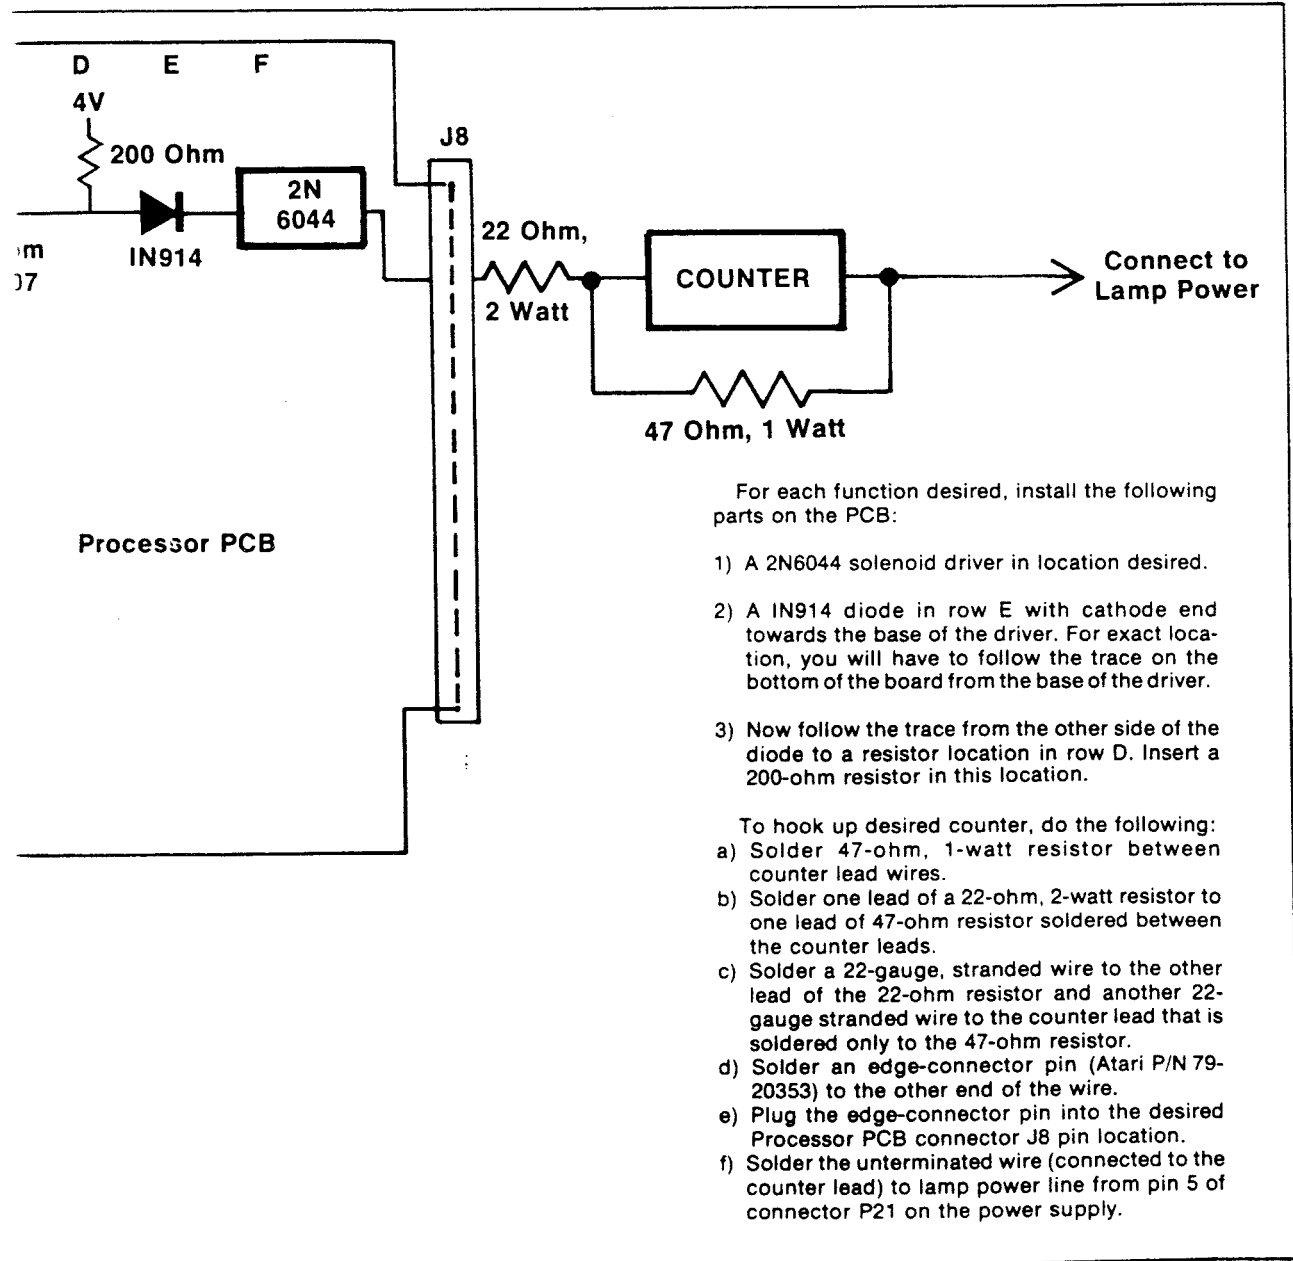 D E F
4V
200 Ohm
2N
6044
IN914
m
07
J8
22 Ohm,
2 Watt
COUNTER
Connect to
Lamp Power
47 Ohm, 1 Watt
Processor PCB
For each function desired, install the following
parts on the PCB:
1) A 2N6044 solenoid driver in location desired.
2) A IN914 diode in row E with cathode end
towards the base of the driver. For exact loca-
tion, you will have to follow the trace on the
bottom of the board from the base of the driver.
3) Now follow the trace from the other side of the
diode to a resistor location in row D. Insert a
200-ohm resistor in this location.
To hook up desired counter, do the following:
a) Solder 47-ohm, 1-watt resistor between
counter lead wires.
b) Solder one lead of a 22-ohm, 2-watt resistor to
one lead of 47-ohm resistor soldered between
the counter leads.
c) Solder a 22-gauge, stranded wire to the other
lead of the 22-ohm resistor and another 22-
gauge stranded wire to the counter lead that is
soldered only to the 47-ohm resistor.
d) Solder an edge-connector pin (Atari P/N 79-
20353) to the other end of the wire.
e) Plug the edge-connector pin into the desired
Processor PCB connector J8 pin location.
f) Solder the unterminated wire (connected to the
counter lead) to lamp power line from pin 5 of
connector P21 on the power supply.